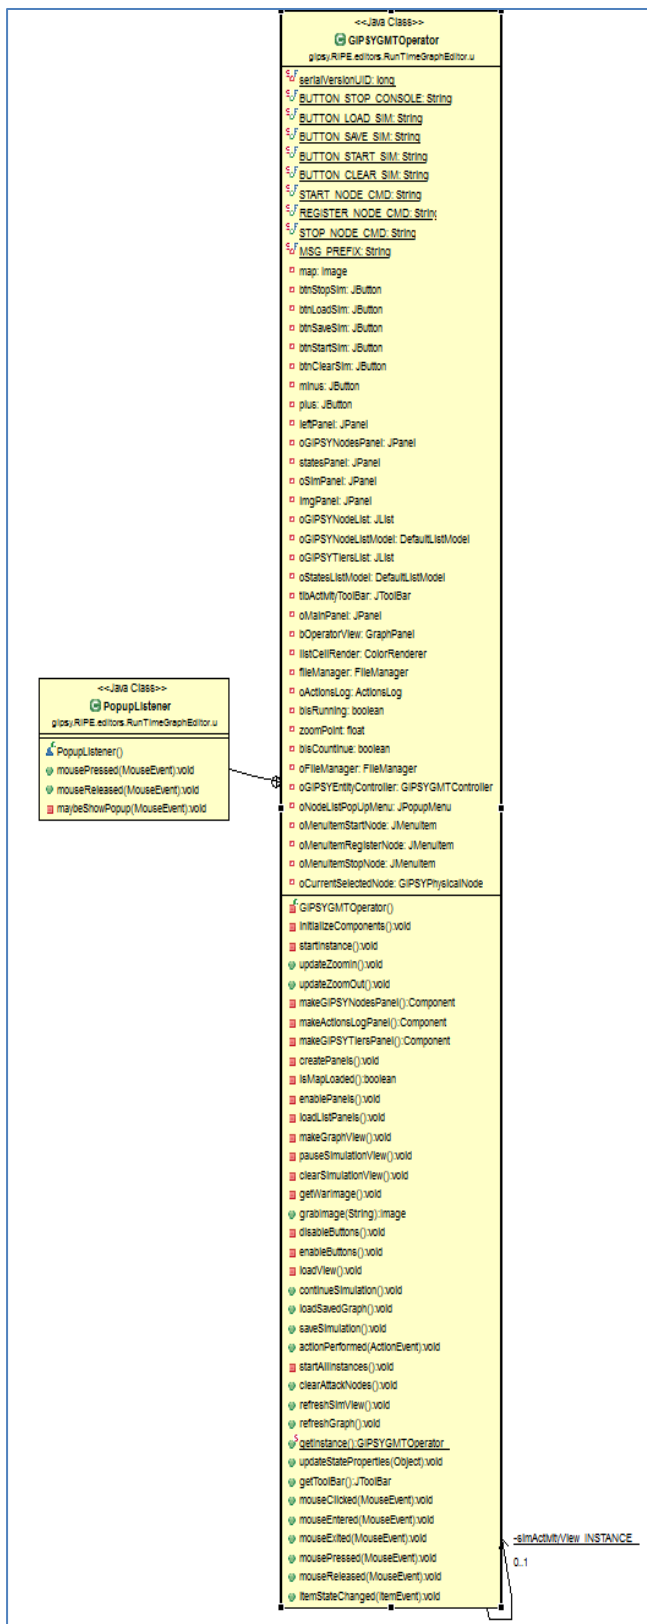 <<Java Class>>
GIPSYGMTOperator
gipsy.RIPE.editors.RunTimeGraphEditor.u
serialVersionUID: long
BUTTON_STOP_CONSOLE: String
BUTTON_LOAD_SIM: String
BUTTON_SAVE_SIM: String
BUTTON_START_SIM: String
BUTTON_CLEAR_SIM: String
START_NODE_CMD: String
REGISTER_NODE_CMD: String
STOP_NODE_CMD: String
MSG_PREFIX: String
map: Image
btnStopSim: JButton
btnLoadSim: JButton
btnSaveSim: JButton
btnStartSim: JButton
btnClearSim: JButton
minus: JButton
plus: JButton
leftPanel: JPanel
oGIPSYNodesPanel: JPanel
statesPanel: JPanel
oSimPanel: JPanel
imgPanel: JPanel
oGIPSYNodeList: JList
oGIPSYNodeListModel: DefaultListModel
oGIPSYTiersList: JList
oStatesListModel: DefaultListModel
tlbActivityToolBar: JToolBar
oMainPanel: JPanel
bOperatorView: GraphPanel
listCellRender: ColorRenderer
fileManager: FileManager
oActionsLog: ActionsLog
bIsRunning: boolean
zoomPoint: float
bIsContinue: boolean
oFileManager: FileManager
oGIPSYEntityController: GIPSYGMTController
oNodeListPopUpMenu: JPopupMenu
oMenuItemStartNode: JMenuItem
oMenuItemRegisterNode: JMenuItem
oMenuItemStopNode: JMenuItem
oCurrentSelectedNode: GIPSYPhysicalNode
GIPSYGMTOperator()
initializeComponents():void
startInstance():void
updateZoomIn():void
updateZoomOut():void
makeGIPSYNodesPanel():Component
makeActionsLogPanel():Component
makeGIPSYTiersPanel():Component
createPanels():void
isMapLoaded():boolean
enablePanels():void
loadListPanels():void
makeGraphView():void
pauseSimulationView():void
clearSimulationView():void
getWarImage():void
grabImage(String):Image
disableButtons():void
enableButtons():void
loadView():void
continueSimulation():void
loadSavedGraph():void
saveSimulation():void
actionPerformed(ActionEvent):void
startAllInstances():void
clearAttackNodes():void
refreshSimView():void
refreshGraph():void
getInstance():GIPSYGMTOperator
updateStateProperties(Object):void
getToolBar():JToolBar
mouseClicked(MouseEvent):void
mouseEntered(MouseEvent):void
mouseExited(MouseEvent):void
mousePressed(MouseEvent):void
mouseReleased(MouseEvent):void
itemStateChanged(ItemEvent):void
<<Java Class>>
PopupListener
gipsy.RIPE.editors.RunTimeGraphEditor.u
PopupListener()
mousePressed(MouseEvent):void
mouseReleased(MouseEvent):void
maybeShowPopup(MouseEvent):void
-simActivityView_INSTANCE
0..1